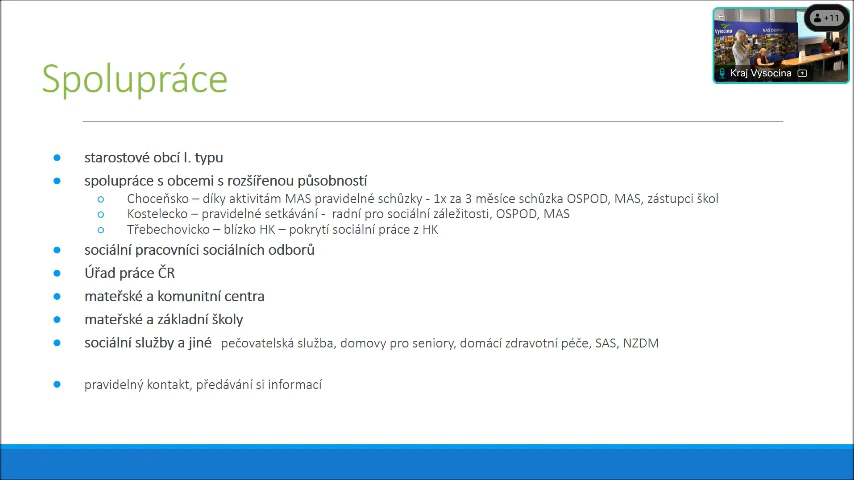 Spolupráce
+11
Vysočina
Kraj Vysocina
starostové obcí I. typu
spolupráce s obcemi s rozšířenou působností
Choceňsko – díky aktivitám MAS pravidelné schůzky - 1x za 3 měsíce schůzka OSPOD, MAS, zástupci škol
Kostelecko – pravidelné setkávání - radní pro sociální záležitosti, OSPOD, MAS
Třebechovicko – blízko HK – pokrytí sociální práce z HK
sociální pracovníci sociálních odborů
Úřad práce ČR
mateřské a komunitní centra
mateřské a základní školy
sociální služby a jiné pečovatelská služba, domovy pro seniory, domácí zdravotní péče, SAS, NZDM
pravidelný kontakt, předávání si informací